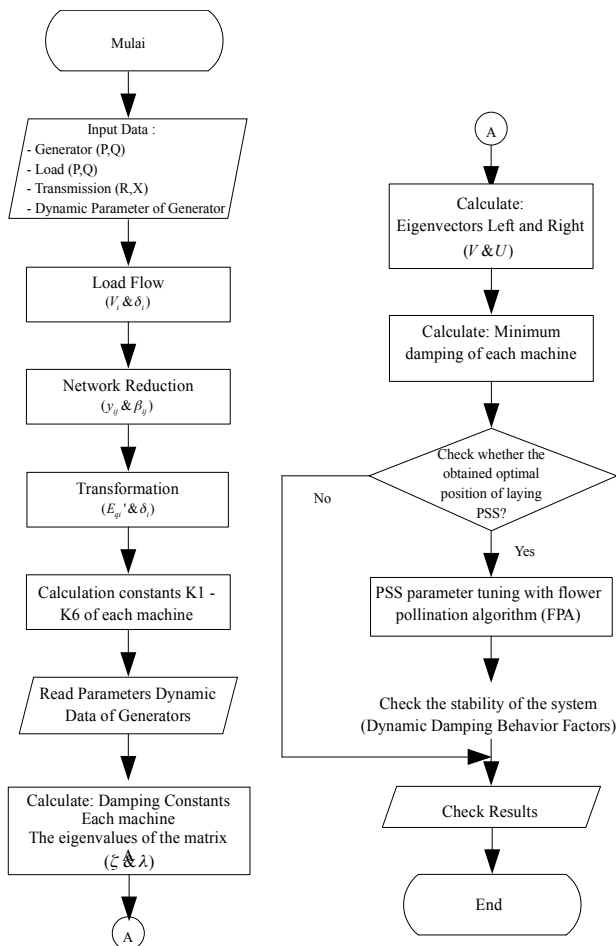 Mulai
Input Data :
- Generator (P,Q)
- Load (P,Q)
- Transmission (R,X)
- Dynamic Parameter of Generator
Load Flow
(V_i & δ_i)
Network Reduction
(y_ij & β_ij)
Transformation
(E_qi' & δ_i)
Calculation constants K1 -
K6 of each machine
Read Parameters Dynamic
Data of Generators
Calculate: Damping Constants
Each machine
The eigenvalues of the matrix
A
(ζ & λ)
A
A
Calculate:
Eigenvectors Left and Right
(V & U)
Calculate: Minimum
damping of each machine
Check whether the
obtained optimal
position of laying
PSS?
No
Yes
PSS parameter tuning with flower
pollination algorithm (FPA)
Check the stability of the system
(Dynamic Damping Behavior Factors)
Check Results
End